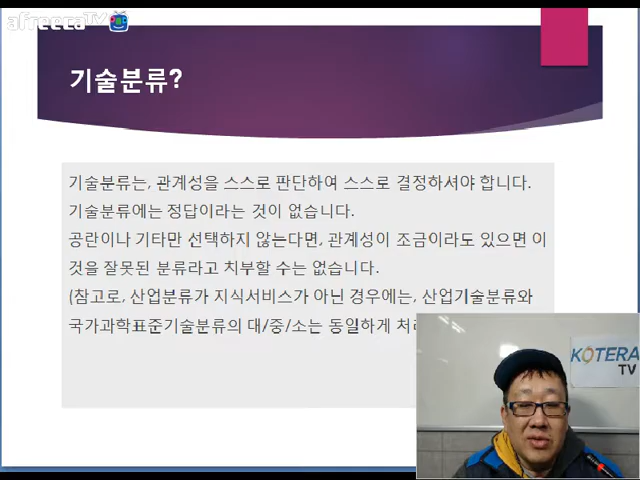 afreecaTV
기술분류?
기술분류는, 관계성을 스스로 판단하여 스스로 결정하셔야 합니다.
기술분류에는 정답이라는 것이 없습니다.
공란이나 기타만 선택하지 않는다면, 관계성이 조금이라도 있으면 이
것을 잘못된 분류라고 치부할 수는 없습니다.
(참고로, 산업분류가 지식서비스가 아닌 경우에는, 산업기술분류와
국가과학표준기술분류의 대/중/소는 동일하게
KOTERA
TV